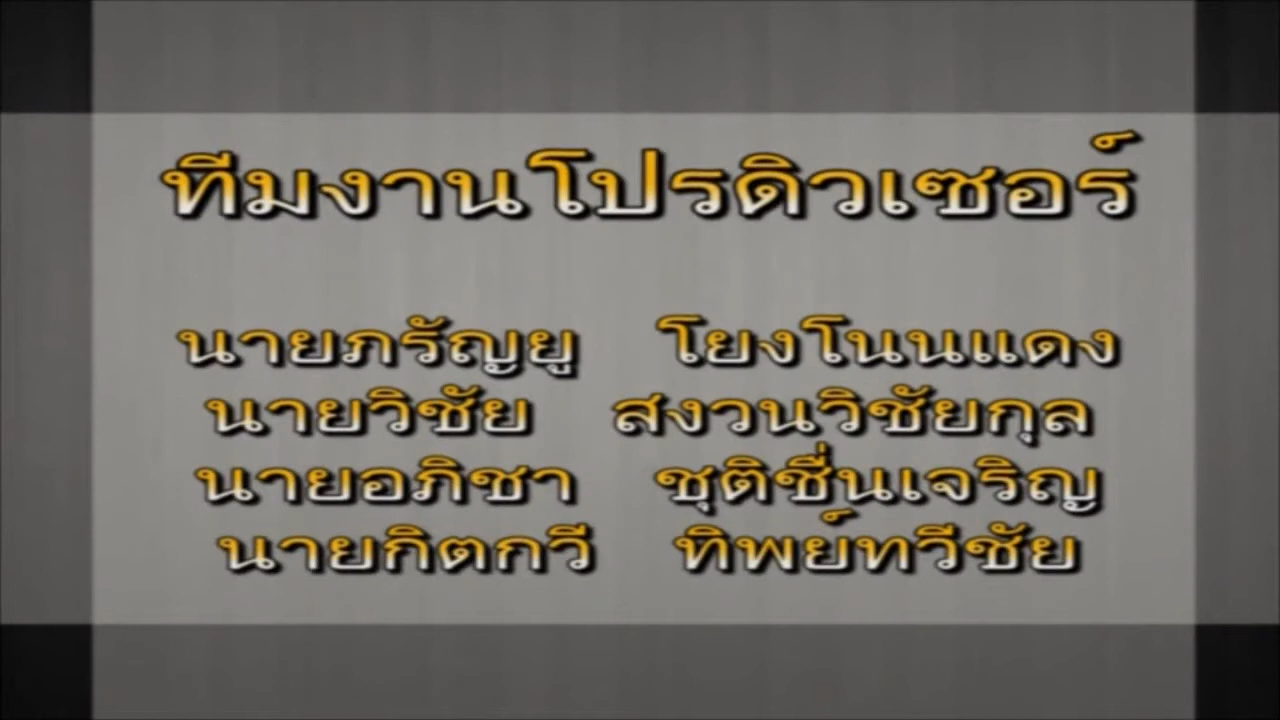 ทีมงานโปรดิวเซอร์
นายภรัญยู โยงโนนแดง
นายวิชัย สงวนวิชัยกุล
นายอภิชา ชุติชื่นเจริญ
นายกิตกวี ทิพย์ทวีชัย